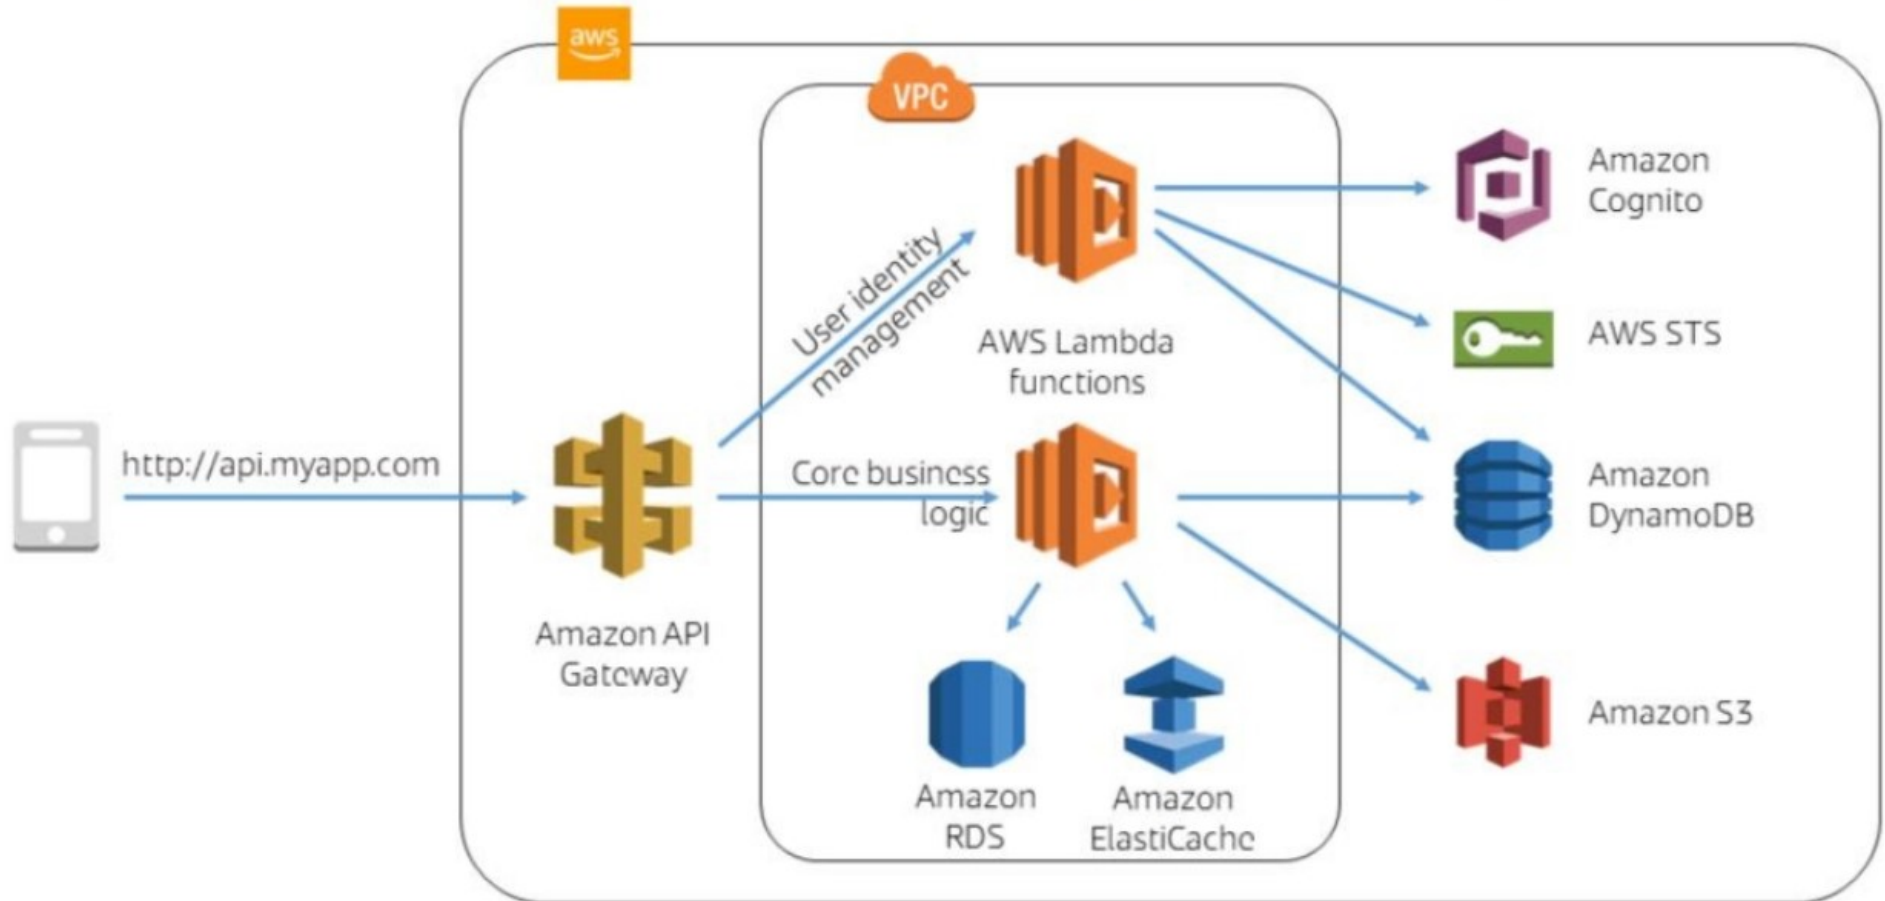 aws
VPC
Amazon
Cognito
User identity
management
AWS Lambda
functions
AWS STS
http://api.myapp.com
Core business
logic
Amazon
DynamoDB
Amazon API
Gateway
Amazon S3
Amazon
RDS
Amazon
ElastiCache